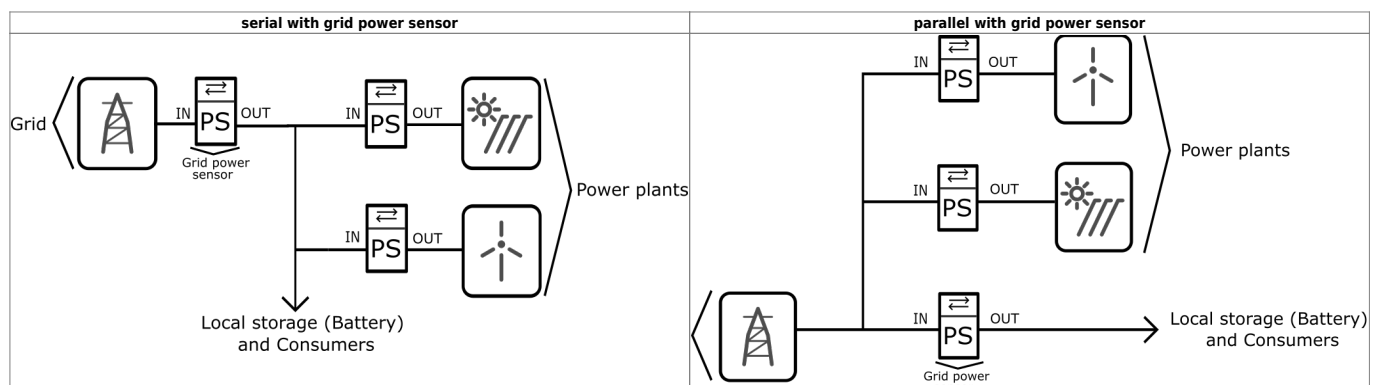 serial with grid power sensor
Grid
IN
PS
OUT
Grid power
sensor
IN
PS
OUT
IN
PS
OUT
Power plants
Local storage (Battery)
and Consumers
parallel with grid power sensor
IN
PS
OUT
IN
PS
OUT
Power plants
IN
PS
OUT
Grid power
Local storage (Battery)
and Consumers